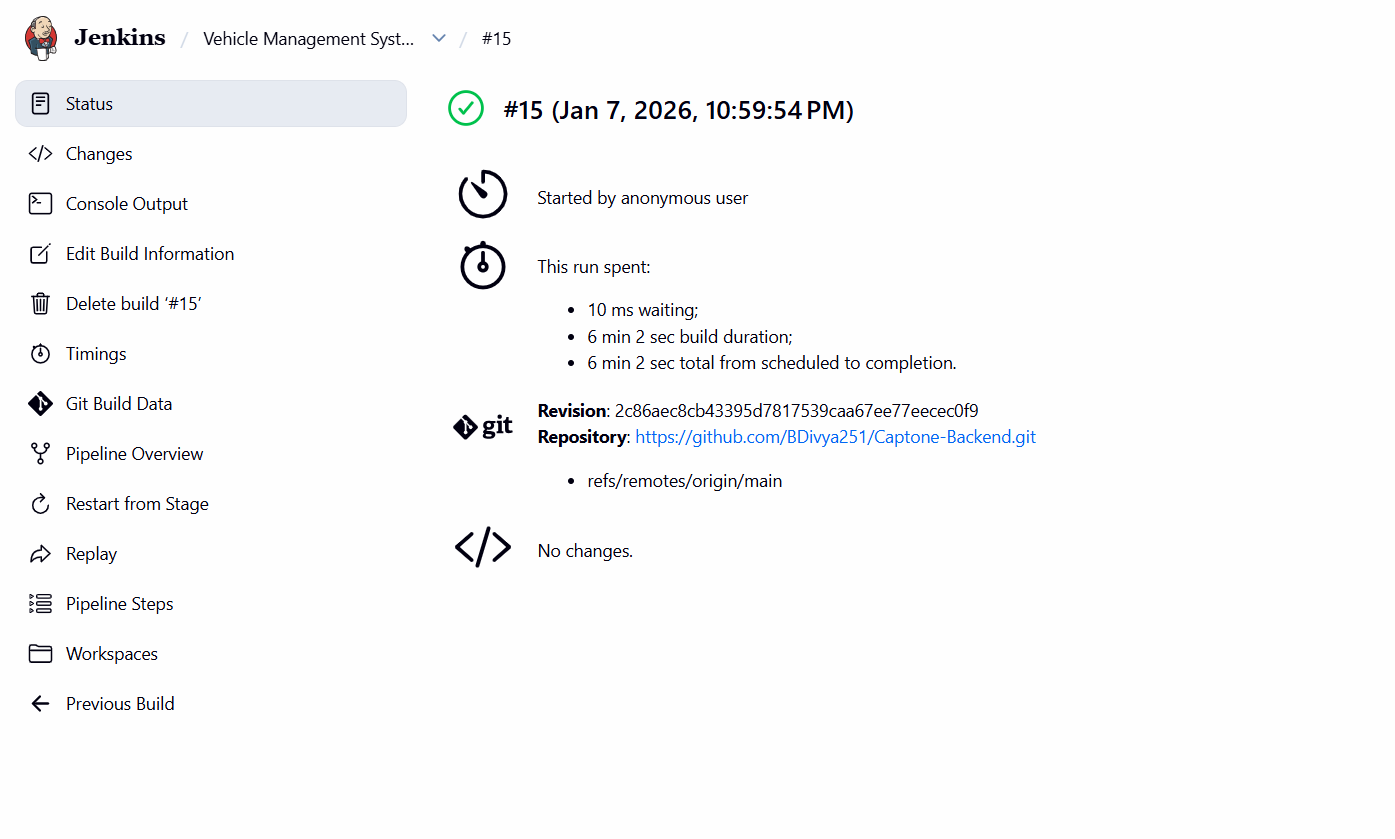 Jenkins / Vehicle Management Syst... / #15
Status
Changes
Console Output
Edit Build Information
Delete build ‘#15’
Timings
Git Build Data
Pipeline Overview
Restart from Stage
Replay
Pipeline Steps
Workspaces
Previous Build
#15 (Jan 7, 2026, 10:59:54 PM)
Started by anonymous user
This run spent:
• 10 ms waiting;
• 6 min 2 sec build duration;
• 6 min 2 sec total from scheduled to completion.
git
Revision: 2c86aec8cb43395d7817539caa67ee77eecec0f9
Repository: https://github.com/BDivya251/Captone-Backend.git
• refs/remotes/origin/main
No changes.